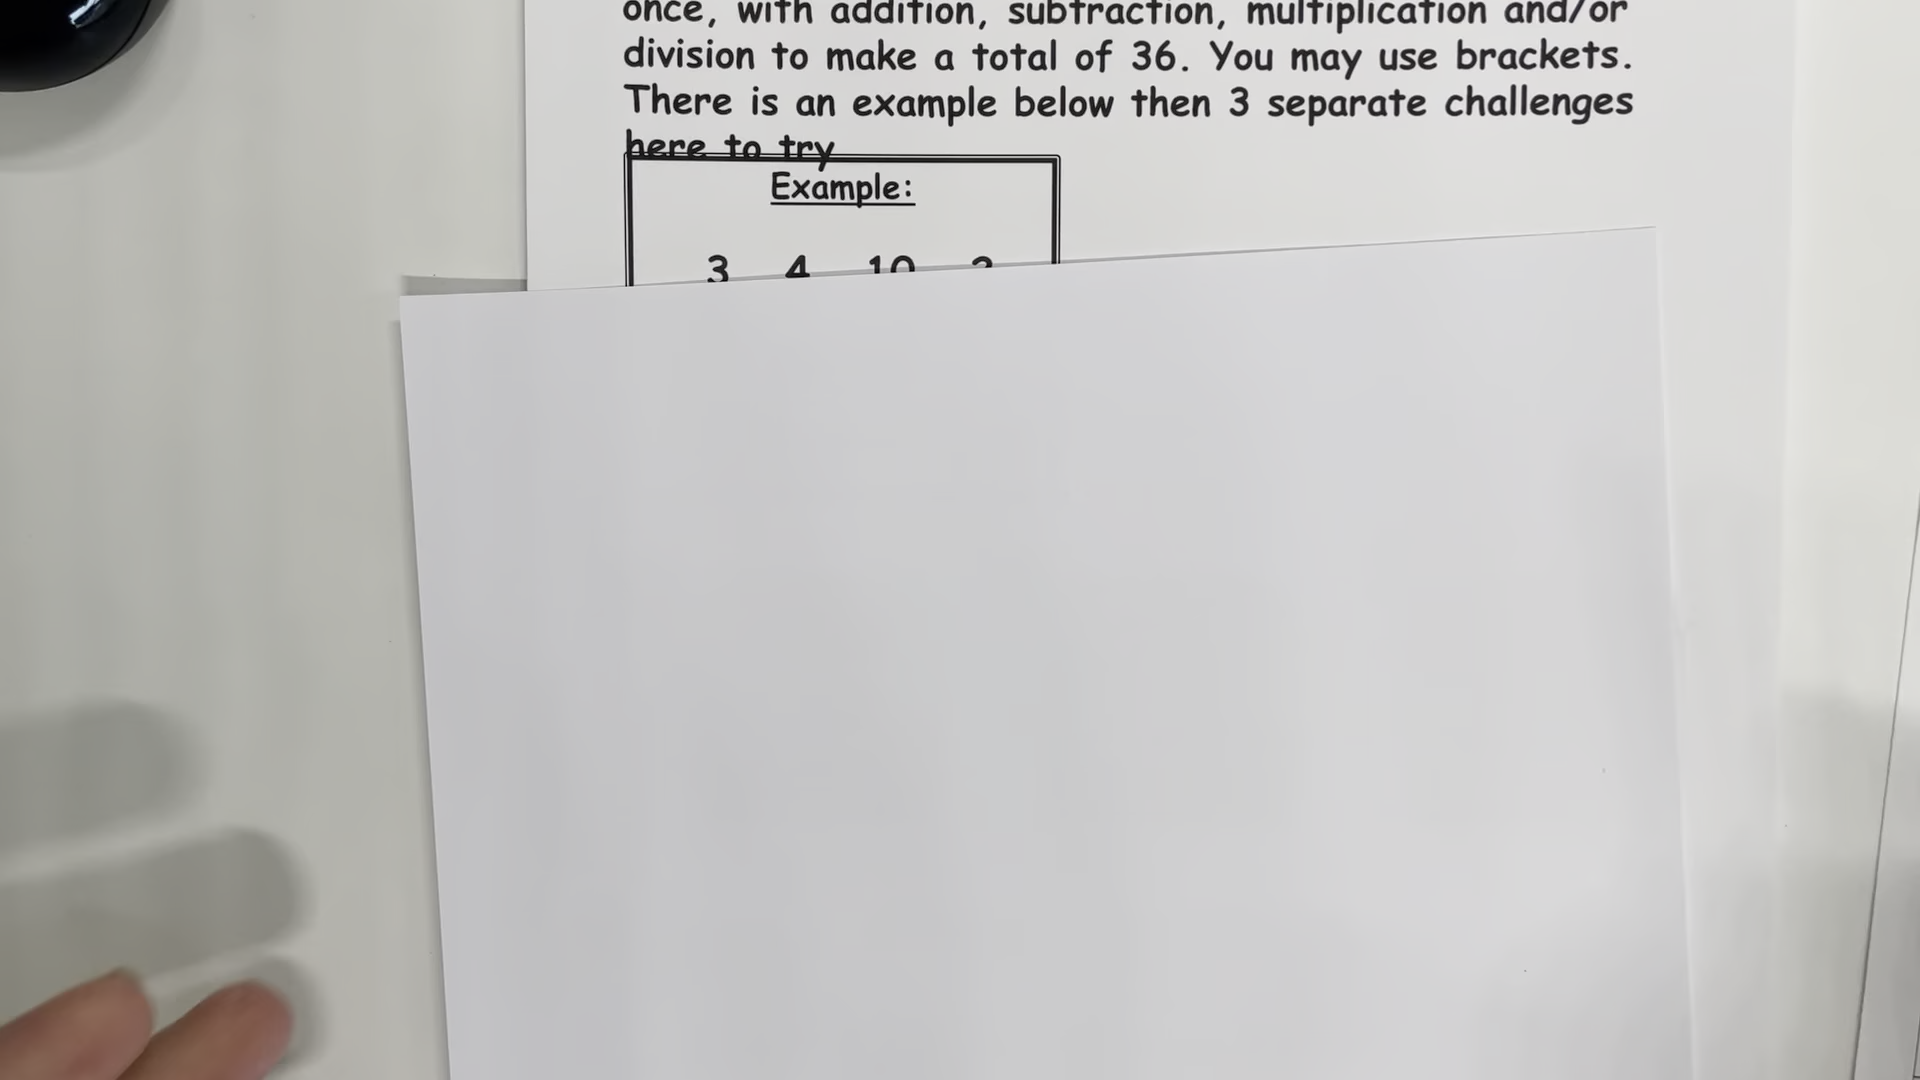 once, with addition, subtraction, multiplication and/or
division to make a total of 36. You may use brackets.
There is an example below then 3 separate challenges
here to try
Example:
3 4 10